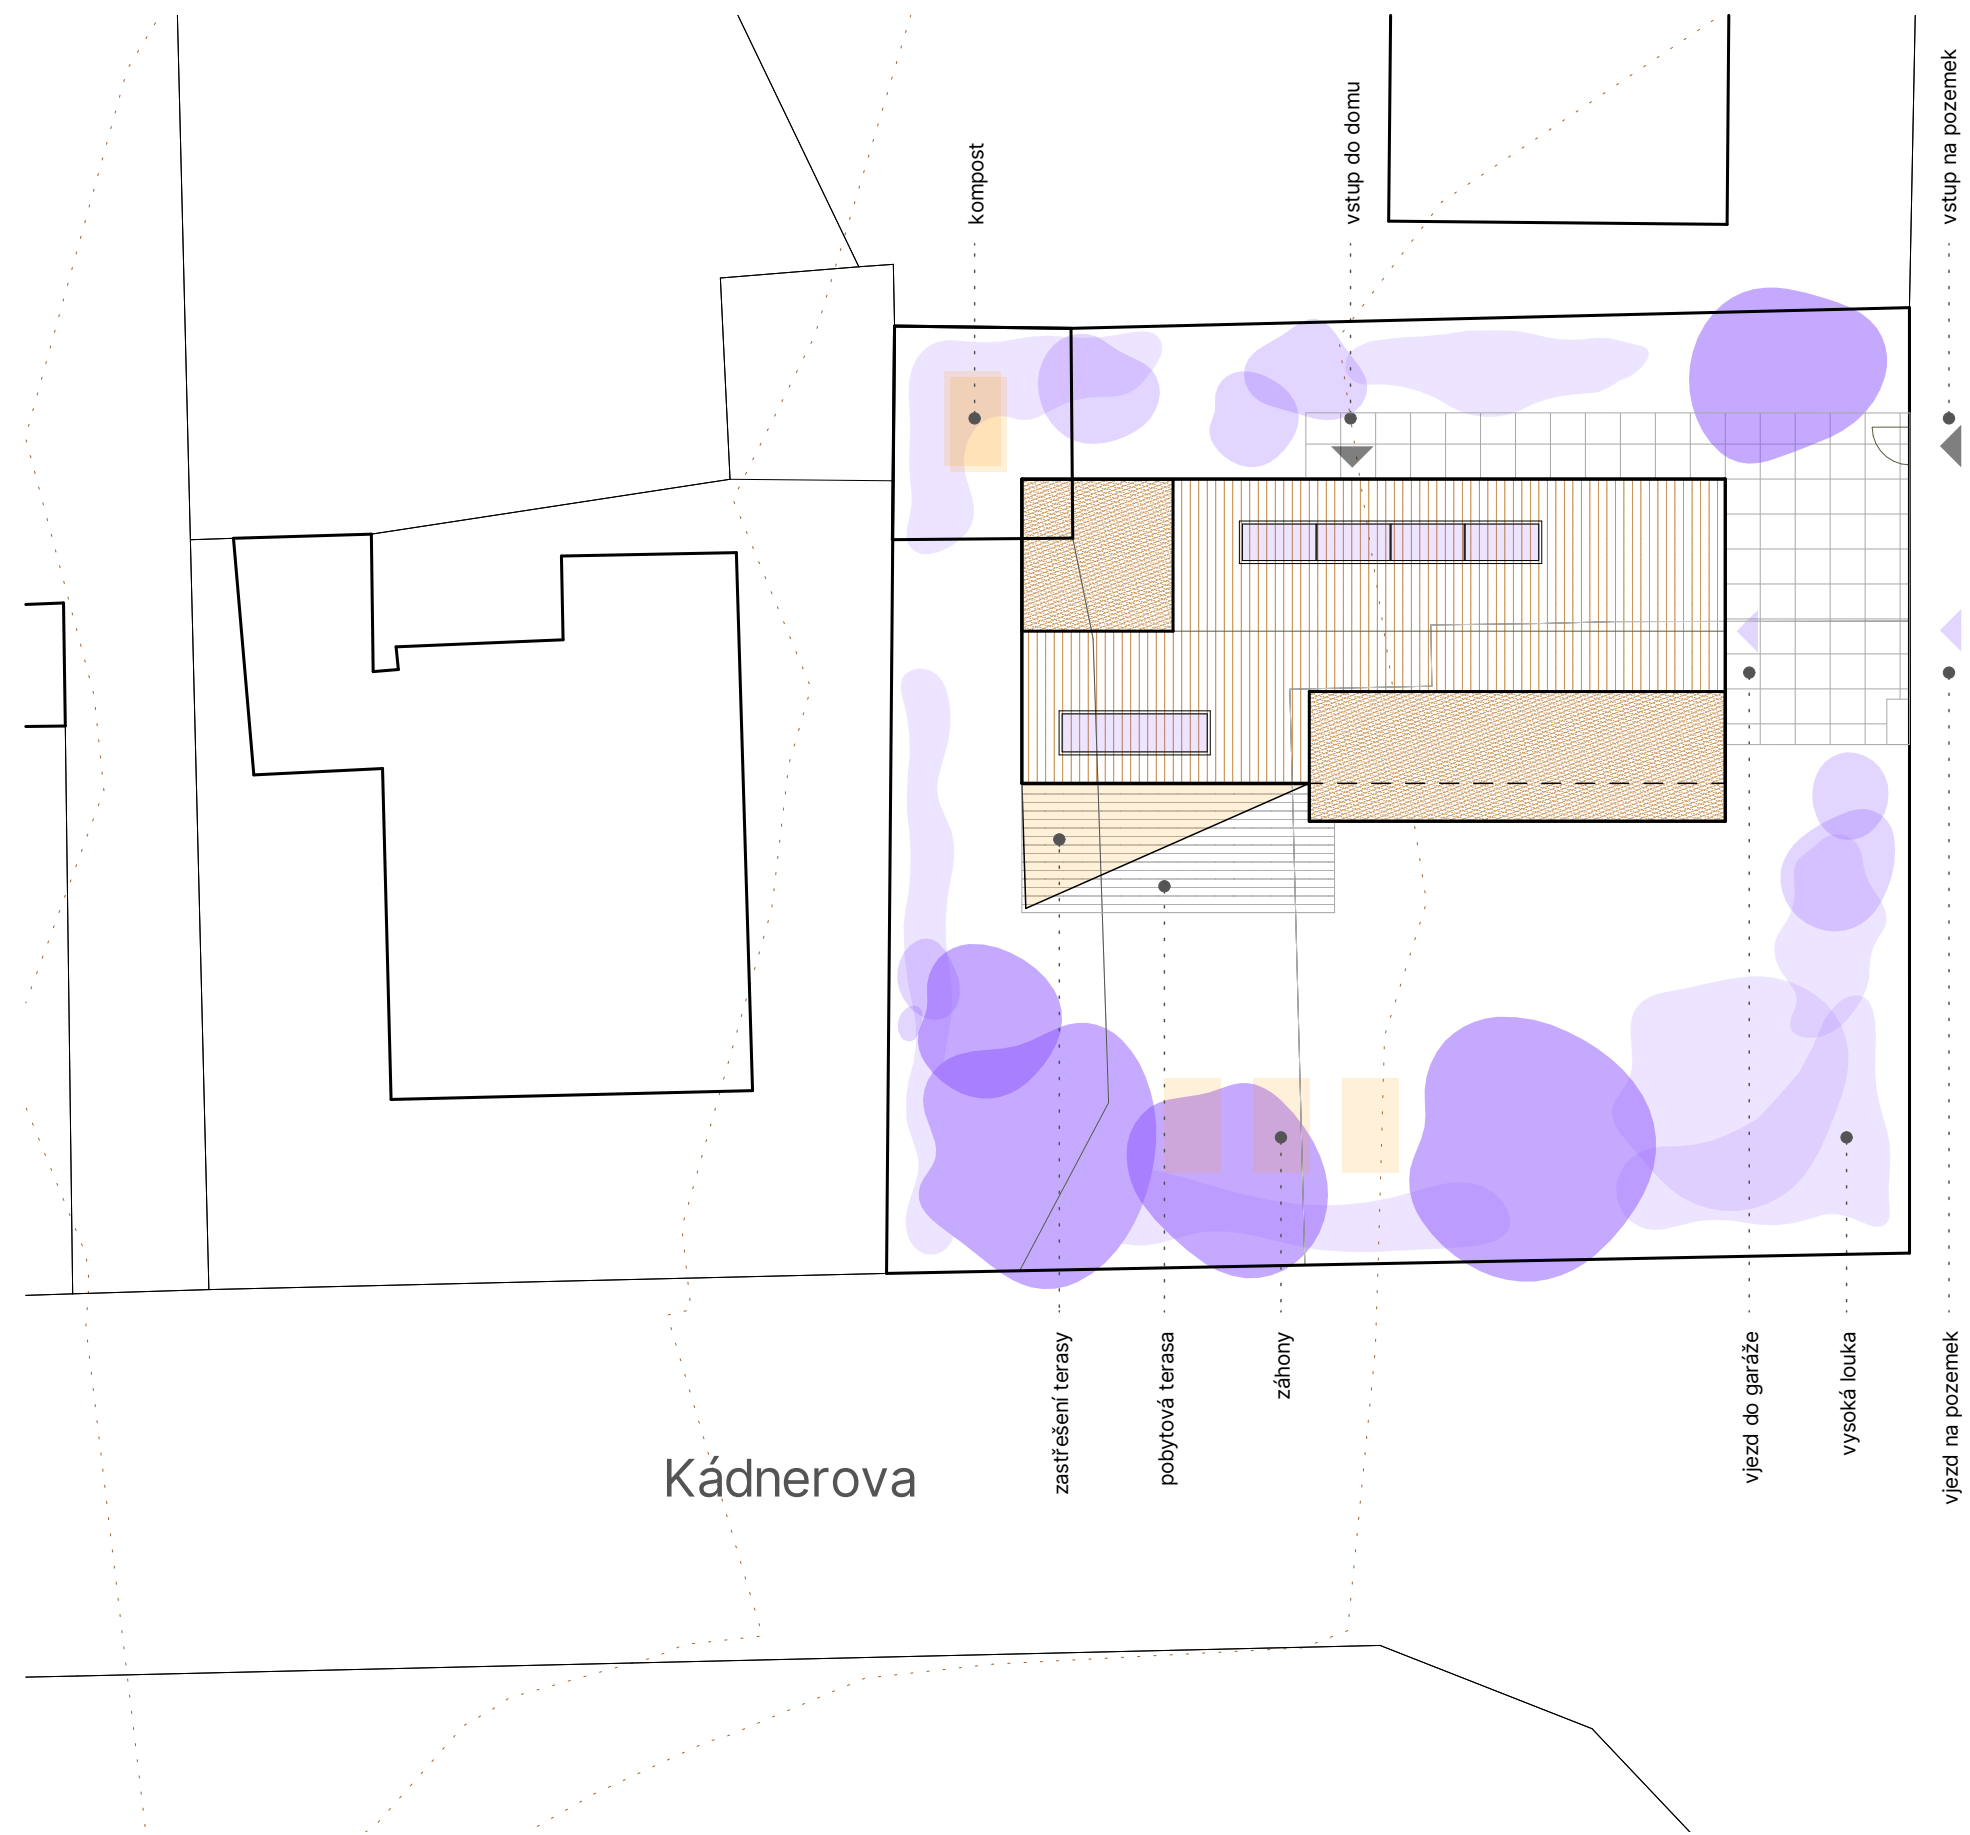 kompost
vstup do domu
vstup na pozemek
zastřešení terasy
pobytová terasa
záhony
vjezd do garáže
vysoká louka
vjezd na pozemek
Kádnerova